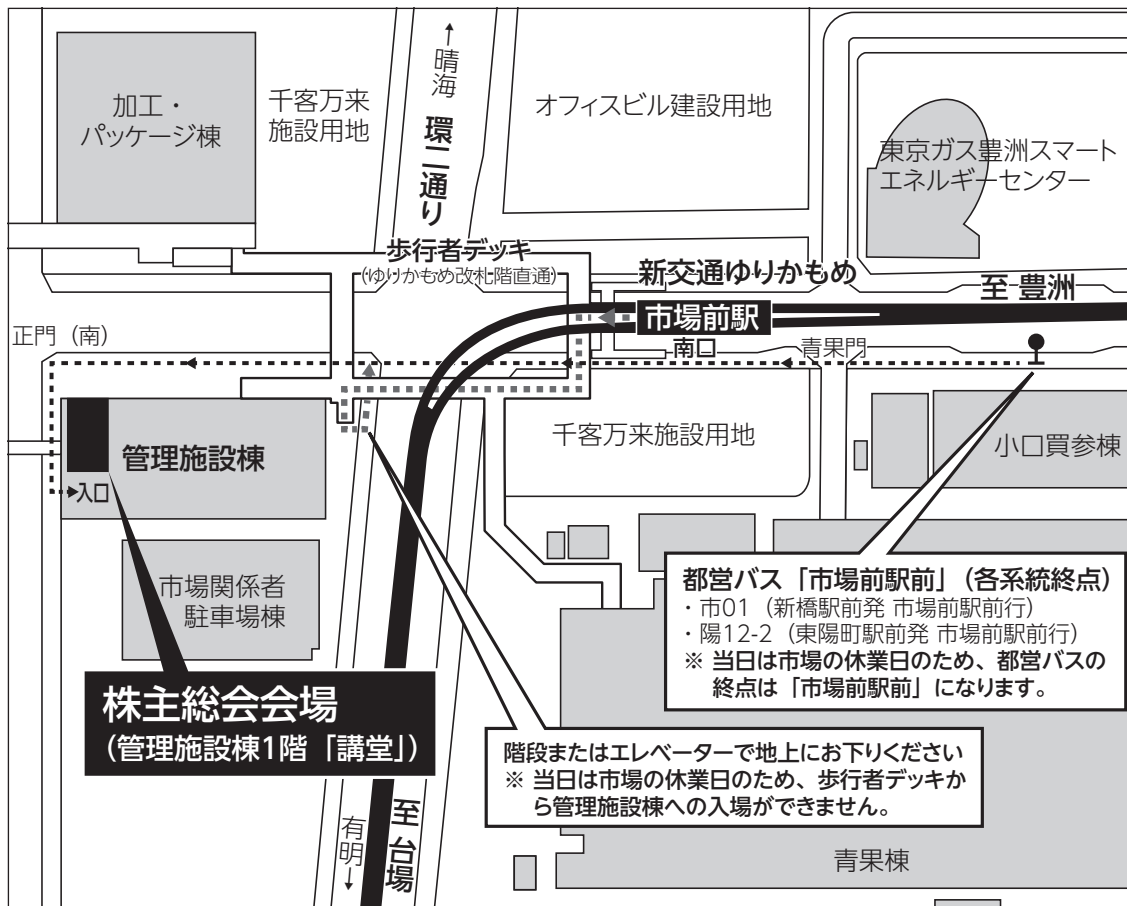 加工・
パッケージ棟
千客万来
施設用地
←晴海
環二通り
オフィスビル建設用地
東京ガス豊洲スマート
エネルギーセンター
歩行者デッキ
(ゆりかもめ改札階直通)
新交通ゆりかもめ
至 豊洲
市場前駅
正門（南）
南口
青果門
千客万来施設用地
小口買参棟
管理施設棟
入口
市場関係者
駐車場棟
都営バス「市場前駅前」（各系統終点）
・市01（新橋駅前発 市場前駅前行）
・陽12-2（東陽町駅前発 市場前駅前行）
※ 当日は市場の休業日のため、都営バスの
終点は「市場前駅前」になります。
株主総会会場
（管理施設棟1階「講堂」）
階段またはエレベーターで地上にお下りください
※ 当日は市場の休業日のため、歩行者デッキか
ら管理施設棟への入場ができません。
有明→
至 台場
青果棟